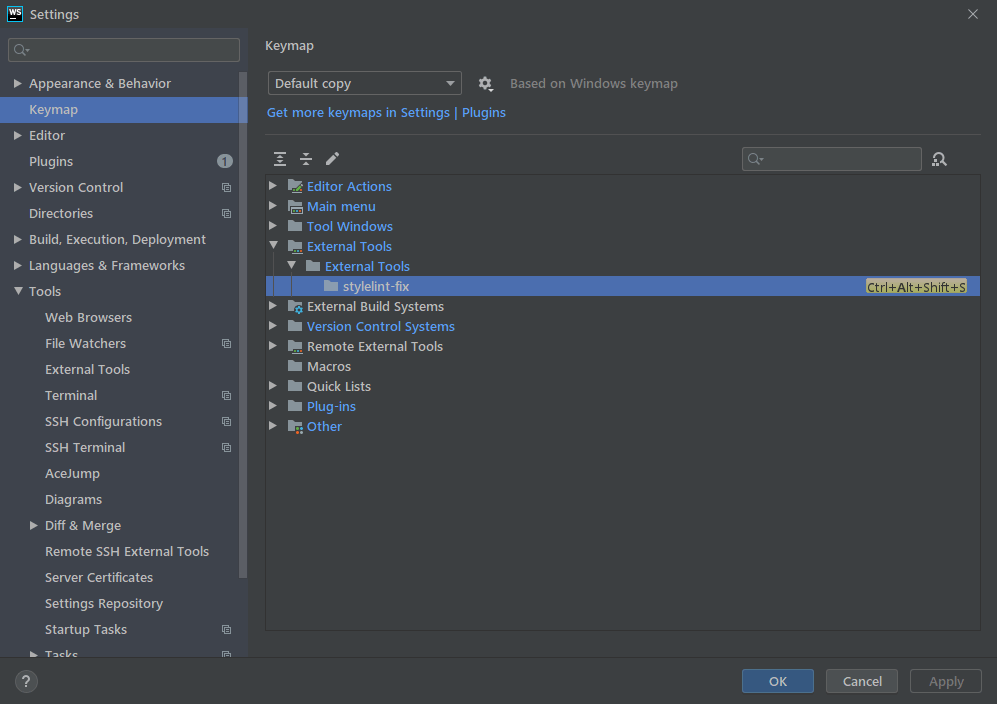 WS Settings
Appearance & Behavior
Keymap
Editor
Plugins 1
Version Control
Directories
Build, Execution, Deployment
Languages & Frameworks
Tools
Web Browsers
File Watchers
External Tools
Terminal
SSH Configurations
SSH Terminal
AceJump
Diagrams
Diff & Merge
Remote SSH External Tools
Server Certificates
Settings Repository
Startup Tasks
Tasks
Keymap
Default copy Based on Windows keymap
Get more keymaps in Settings | Plugins
Editor Actions
Main menu
Tool Windows
External Tools
External Tools
stylelint-fix Ctrl+Alt+Shift+S
External Build Systems
Version Control Systems
Remote External Tools
Macros
Quick Lists
Plug-ins
Other
? OK Cancel Apply